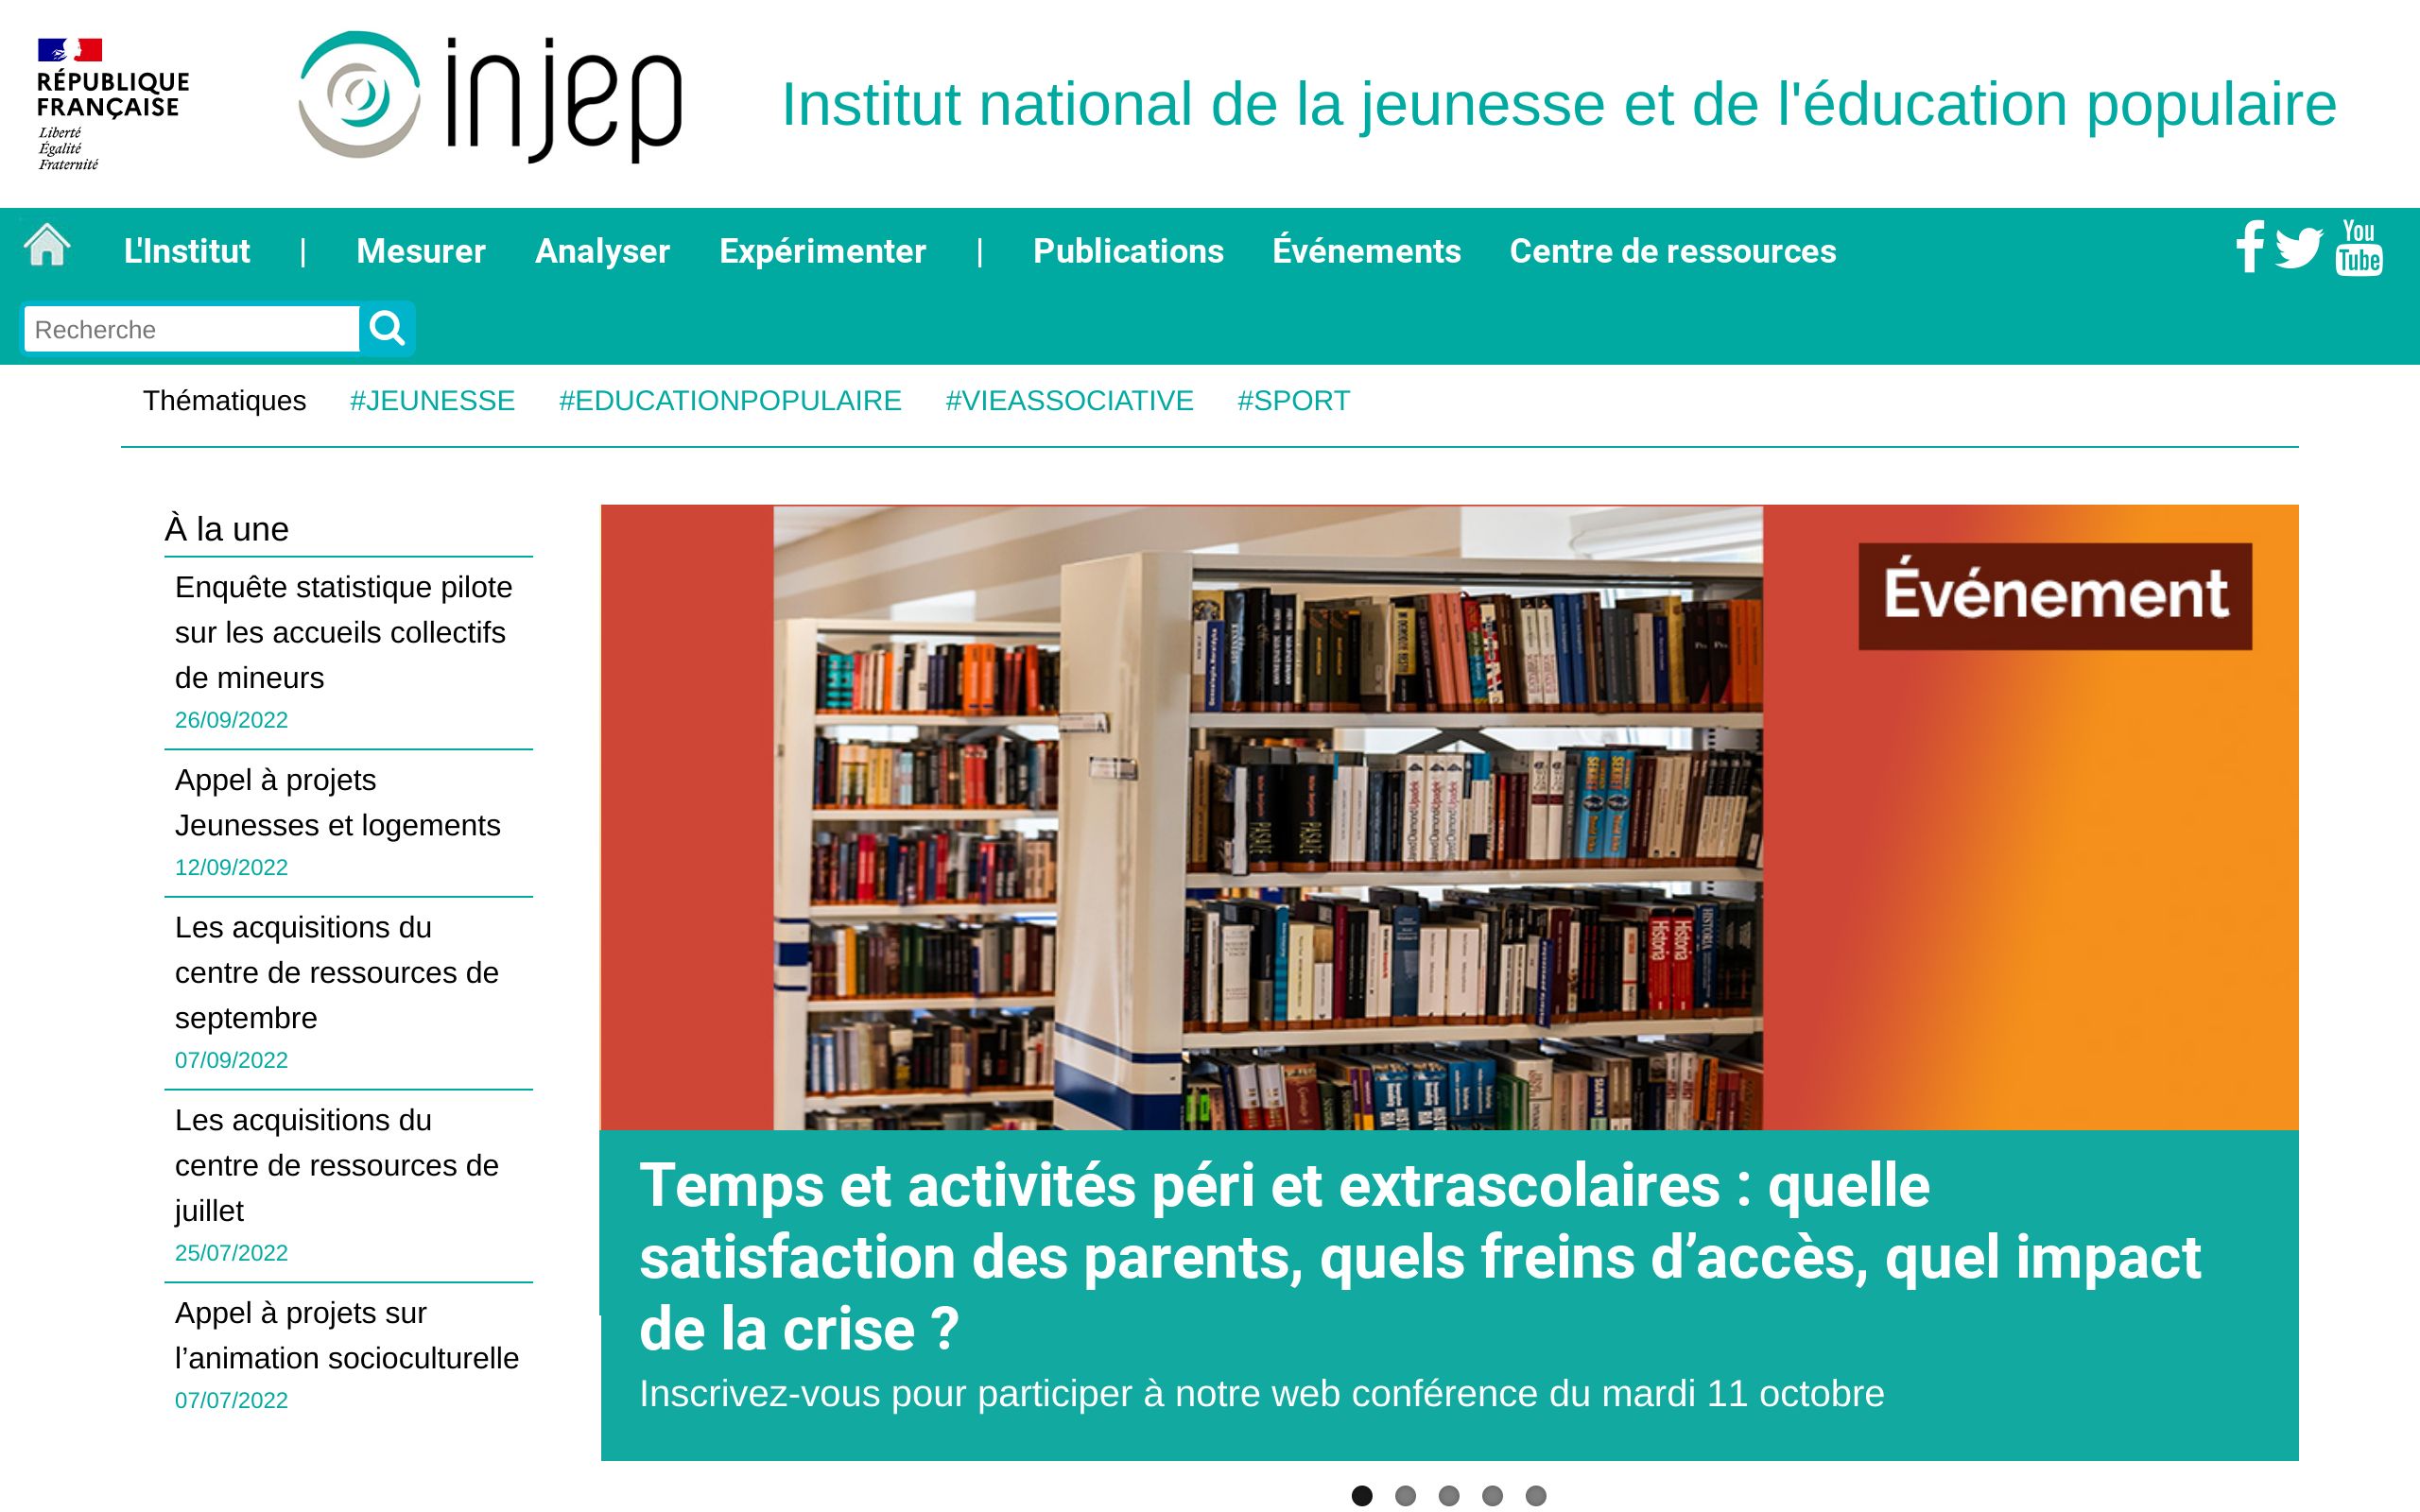 RÉPUBLIQUE
FRANÇAISE
Liberté
Égalité
Fraternité
injep
Institut national de la jeunesse et de l'éducation populaire
L'Institut | Mesurer Analyser Expérimenter | Publications Événements Centre de ressources
You
Tube
Recherche
Thématiques #JEUNESSE #EDUCATIONPOPULAIRE #VIEASSOCIATIVE #SPORT
À la une
Enquête statistique pilote
sur les accueils collectifs
de mineurs
26/09/2022
Appel à projets
Jeunesses et logements
12/09/2022
Les acquisitions du
centre de ressources de
septembre
07/09/2022
Les acquisitions du
centre de ressources de
juillet
25/07/2022
Appel à projets sur
l’animation socioculturelle
07/07/2022
Événement
Temps et activités péri et extrascolaires : quelle
satisfaction des parents, quels freins d’accès, quel impact
de la crise ?
Inscrivez-vous pour participer à notre web conférence du mardi 11 octobre